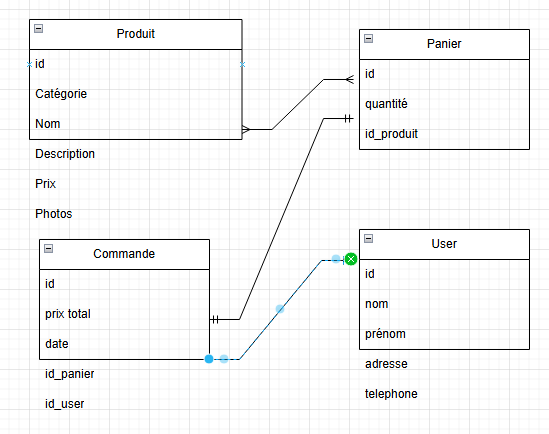 Produit
id
Catégorie
Nom
Description
Prix
Photos
Panier
id
quantité
id_produit
Commande
id
prix total
date
id_panier
id_user
User
id
nom
prénom
adresse
telephone